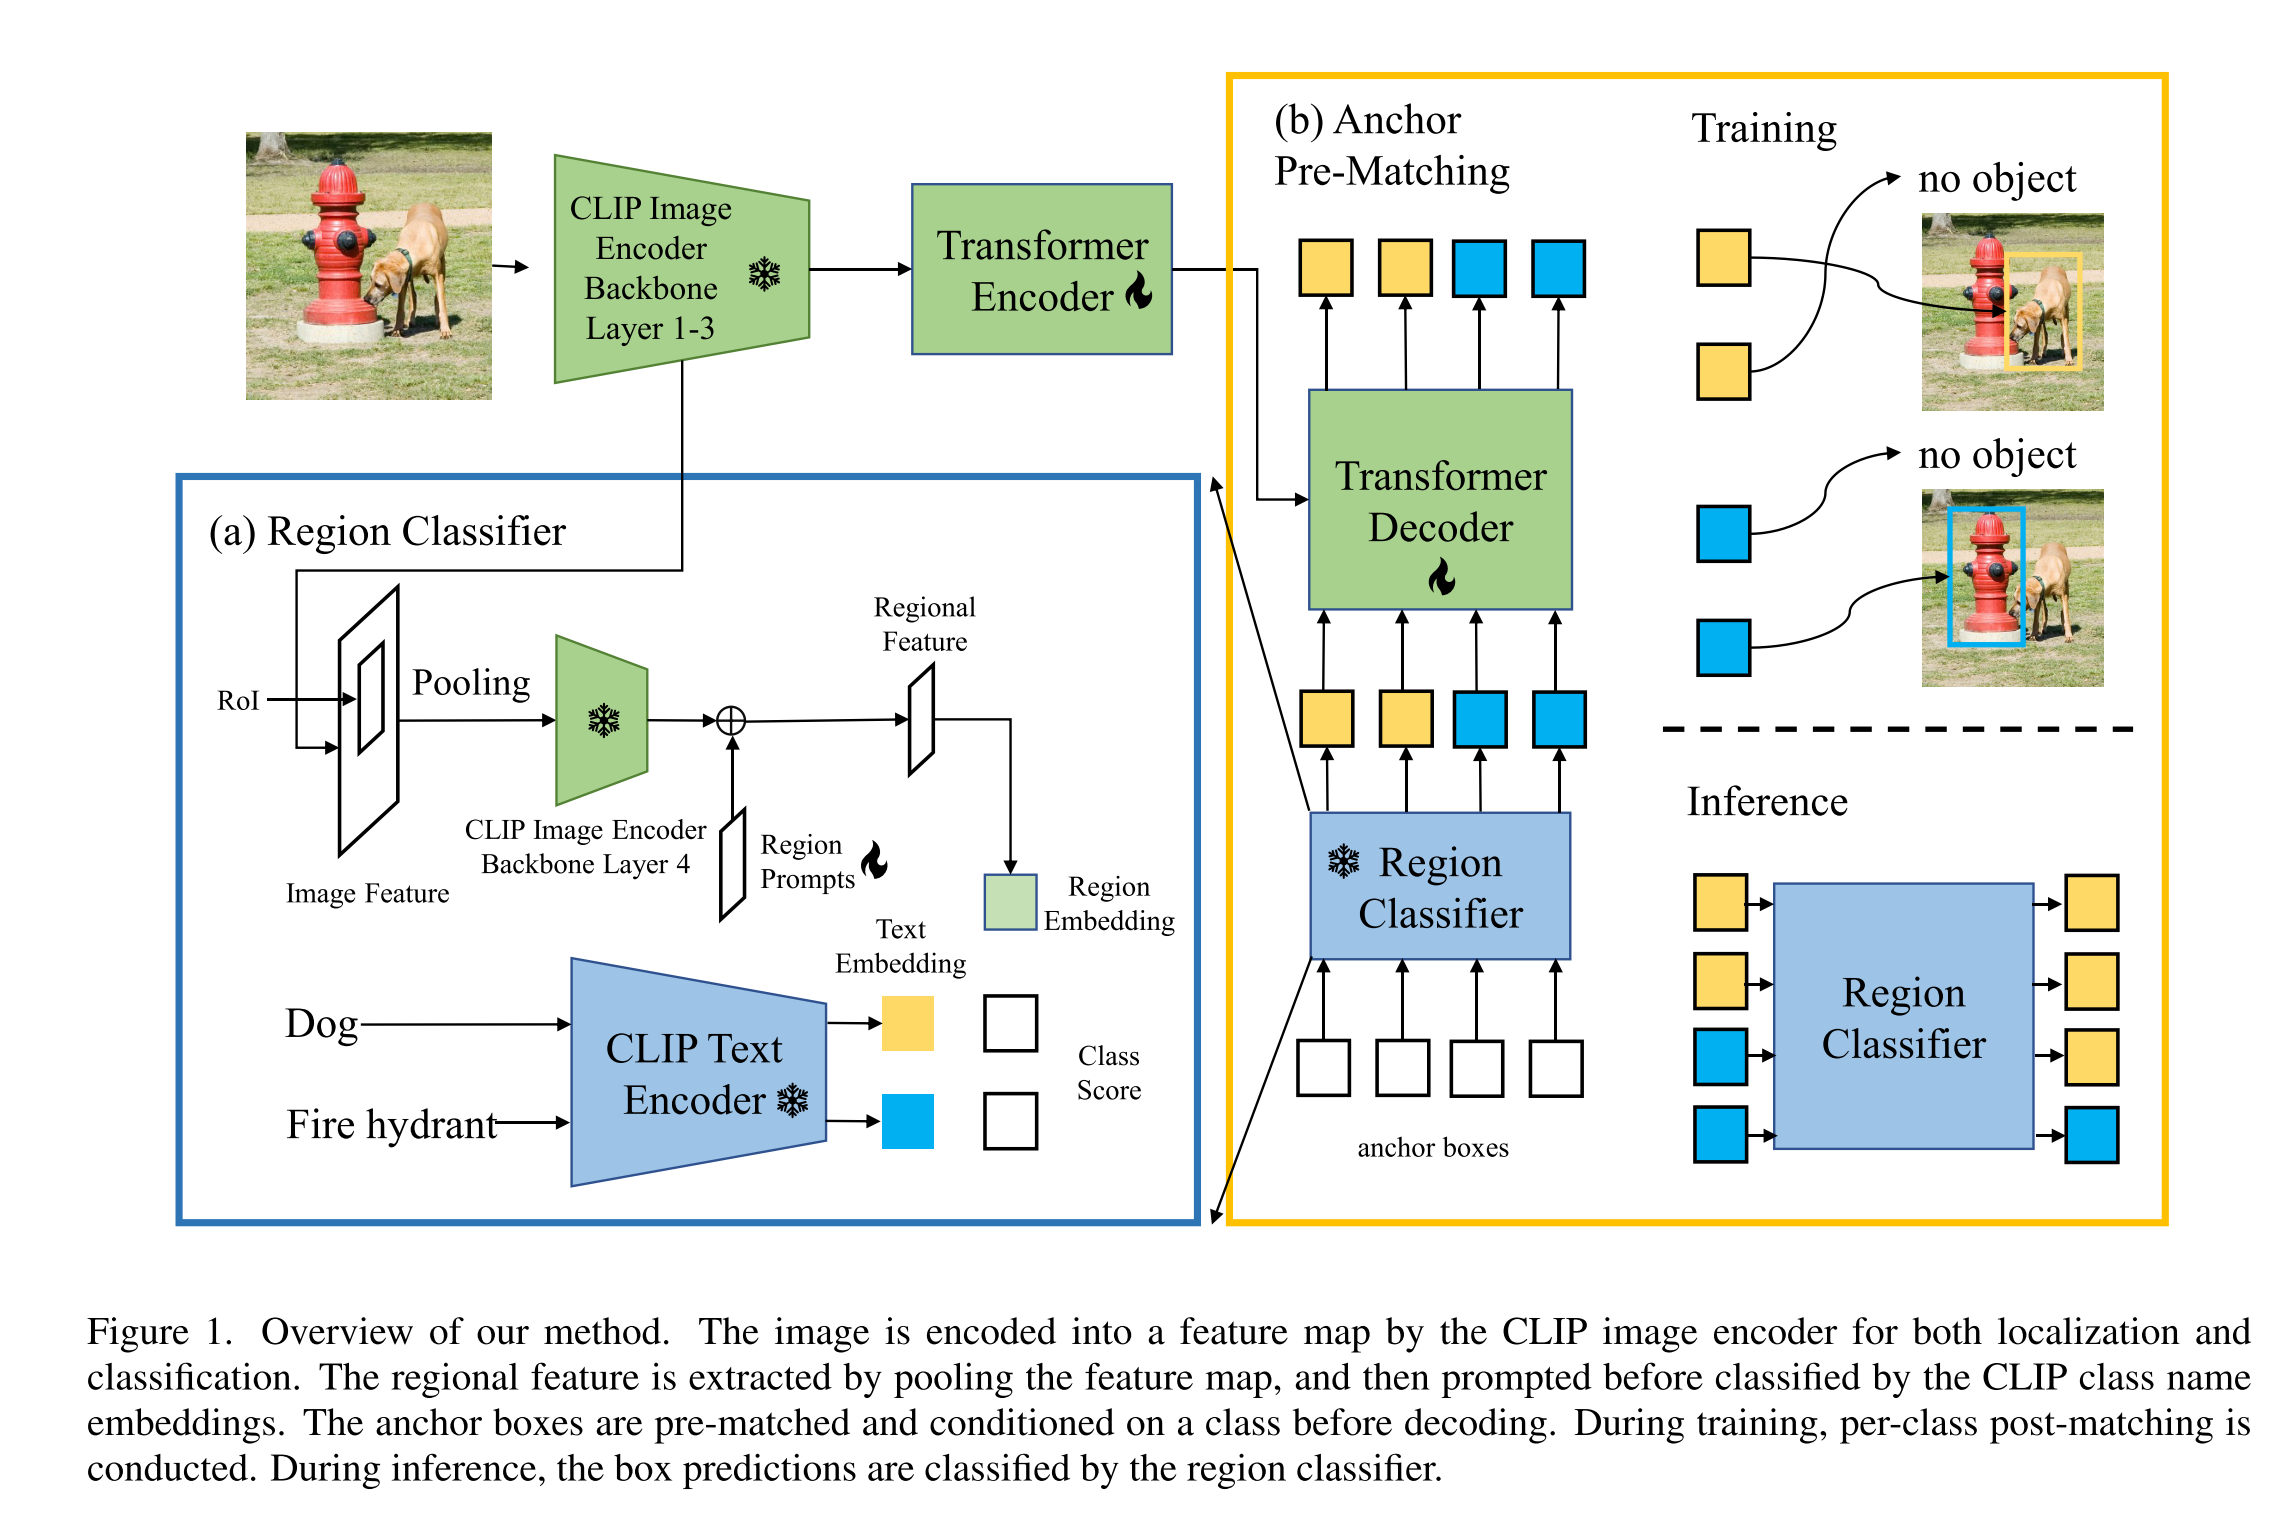 CLIP Image
Encoder
Backbone
Layer 1-3
Transformer
Encoder
(a) Region Classifier
RoI
Pooling
Image Feature
CLIP Image Encoder
Backbone Layer 4
Region
Prompts
Regional
Feature
Region
Embedding
Text
Embedding
Dog
Fire hydrant
CLIP Text
Encoder
Class
Score
(b) Anchor
Pre-Matching
Transformer
Decoder
Region
Classifier
anchor boxes
Training
no object
no object
Inference
Region
Classifier
Figure 1. Overview of our method. The image is encoded into a feature map by the CLIP image encoder for both localization and
classification. The regional feature is extracted by pooling the feature map, and then prompted before classified by the CLIP class name
embeddings. The anchor boxes are pre-matched and conditioned on a class before decoding. During training, per-class post-matching is
conducted. During inference, the box predictions are classified by the region classifier.